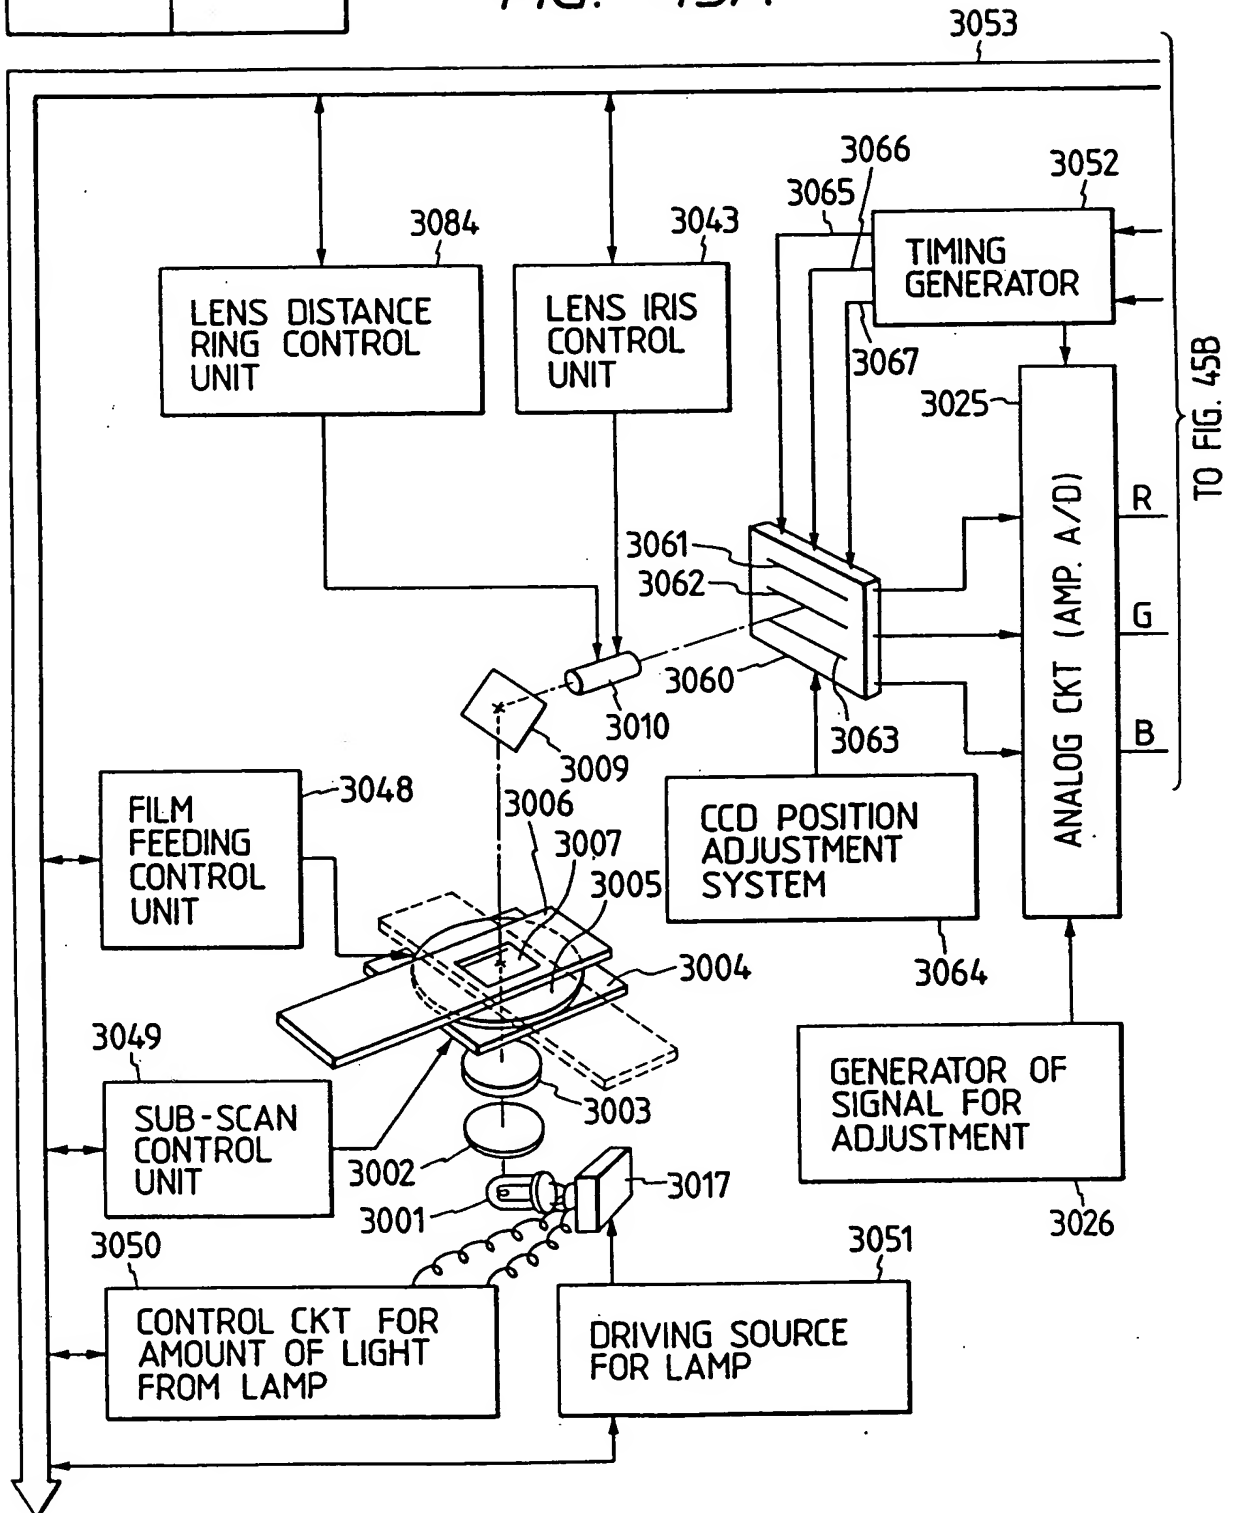 FIG. 45A
3053
3066
3065
3052
3084
3043
TIMING
GENERATOR
LENS DISTANCE
RING CONTROL
UNIT
LENS IRIS
CONTROL
UNIT
3067
3025
TO FIG. 45B
R
3061
3062
ANALOG CKT (AMP. A/D)
G
3060
3010
3063
B
3009
3048
3006
FILM
FEEDING
CONTROL
UNIT
3007
3005
CCD POSITION
ADJUSTMENT
SYSTEM
3004
3064
3049
GENERATOR OF
SIGNAL FOR
ADJUSTMENT
3003
SUB-SCAN
CONTROL
UNIT
3002
3017
3001
3026
3050
3051
CONTROL CKT FOR
AMOUNT OF LIGHT
FROM LAMP
DRIVING SOURCE
FOR LAMP